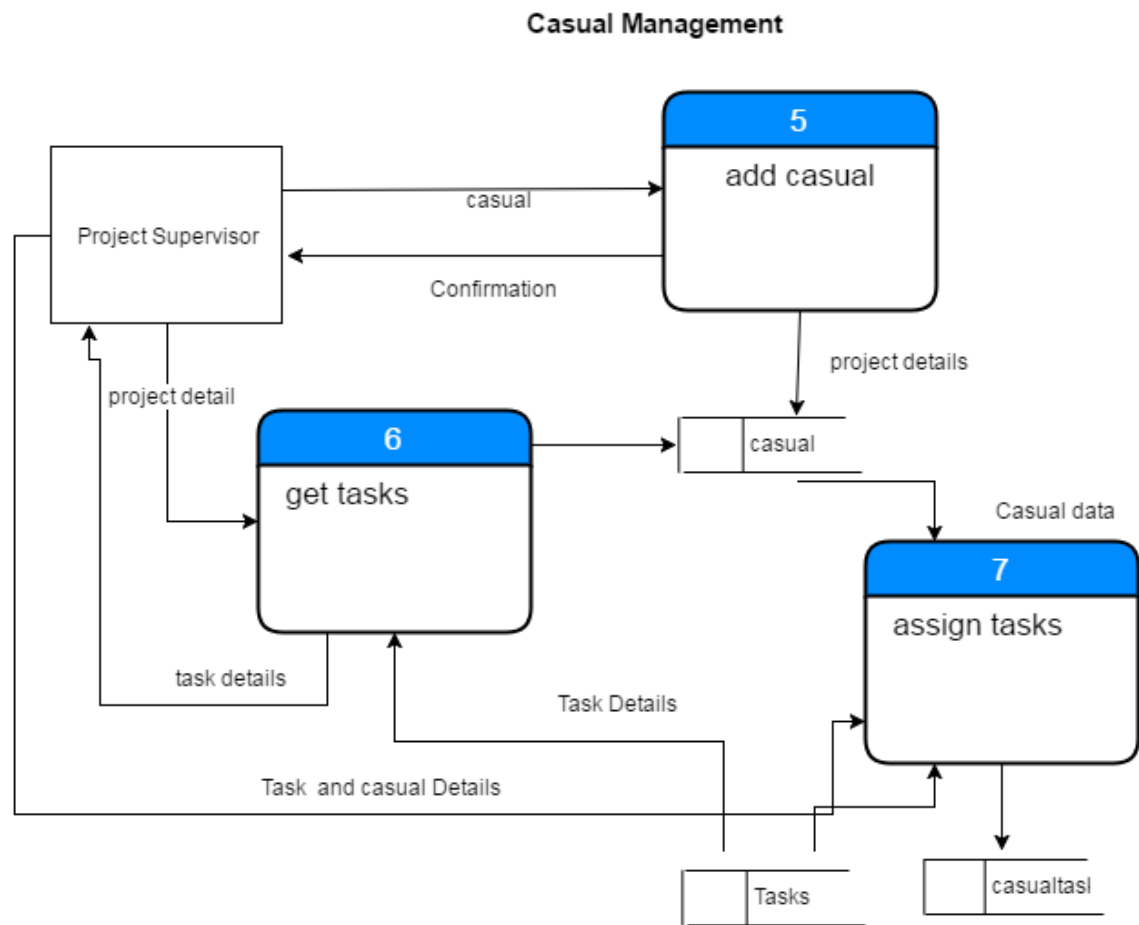 Casual Management
5
add casual
Project Supervisor
casual
Confirmation
project details
project detail
6
get tasks
casual
Casual data
7
assign tasks
task details
Task Details
Task and casual Details
Tasks
casualtasl